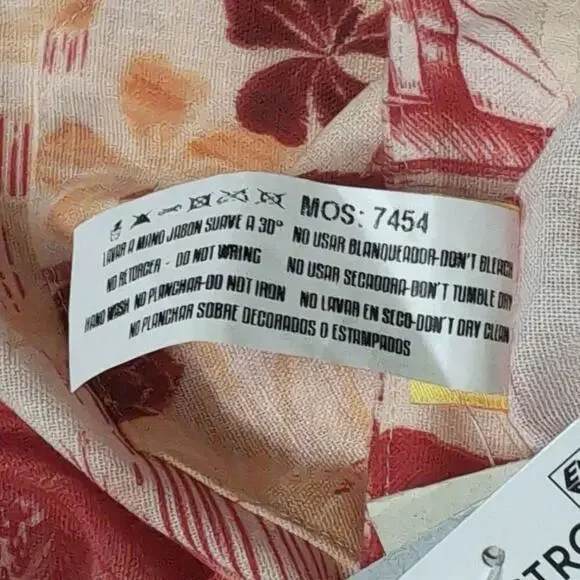 MOS: 7454
LAVAR A MANO JABON SUAVE A 30°
NO RETORCER - DO NOT WRING
HAND WASH NO PLANCHAR-DO NOT IRON
NO USAR BLANQUEADOR-DON'T BLEACH
NO USAR SECADORA-DON'T TUMBLE DRY
NO LAVAR EN SECO-DON'T DRY CLEAN
NO PLANCHAR SOBRE DECORADOS O ESTAMPADOS